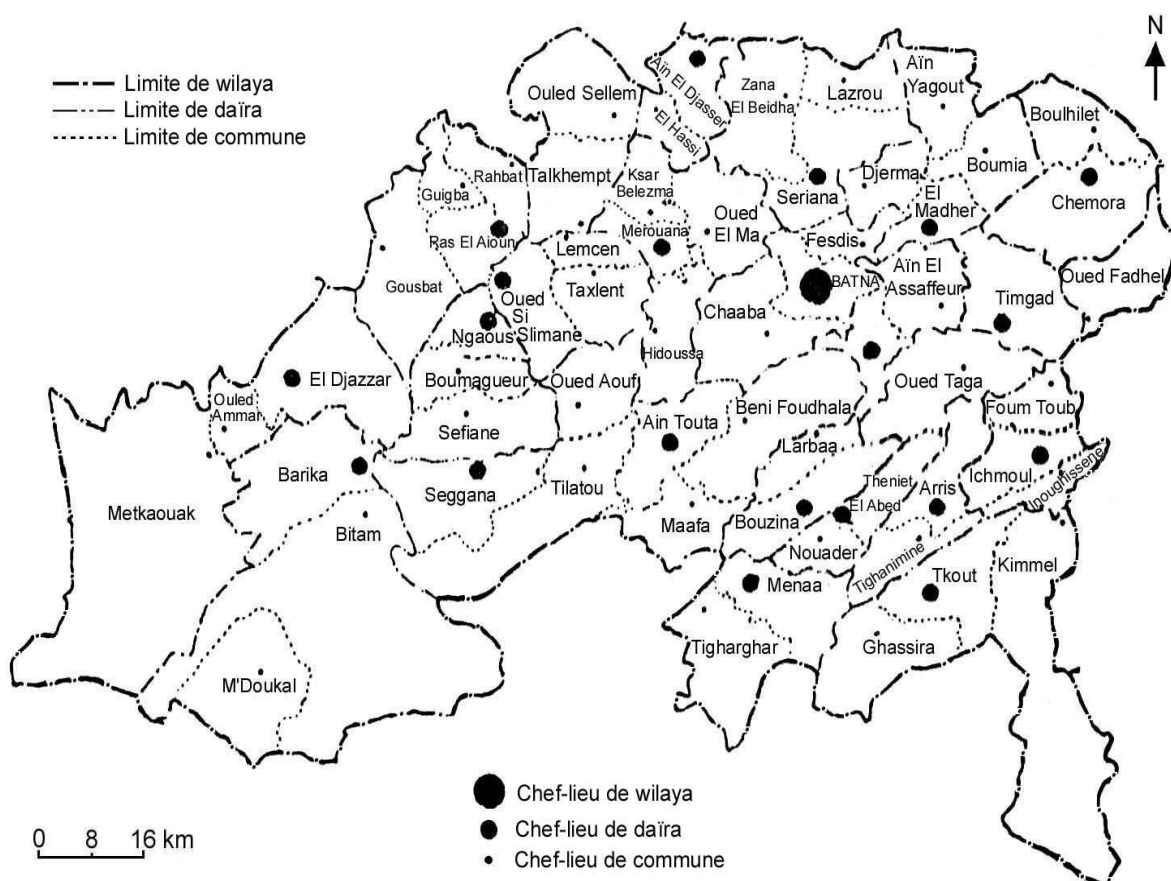 N
Limite de wilaya
Limite de daïra
Limite de commune
Ouled Sellem
El Hassi
Aïn El Djasser
Zana
El Beidha
Lazrou
Aïn
Yagout
Boulhilet
Boumia
Chemora
Guigba
Rahbat
Talkhempt
Ksar
Belezma
Seriana
Djerma
El
Madher
Ras El Aioun
Lemcen
Merouana
Oued
El Ma
Fesdis
Gousbat
Oued
Si
Slimane
Taxlent
BATNA
Aïn El
Assaffeur
Timgad
Oued Fadhel
Chaaba
Ngaous
Hidoussa
El Djazzar
Boumagueur
Oued Aouf
Beni Foudhala
Oued Taga
Foum Toub
Ouled
Ammar
Sefiane
Ain Touta
Larbaa
Ichmoul
Inoughissene
Barika
Seggana
Tilatou
Theniet
El Abed
Arris
Metkaouak
Bitam
Maafa
Bouzina
Nouader
Tighanimine
Kimmel
Menaa
Tkout
Tigharghar
Ghassira
M'Doukal
Chef-lieu de wilaya
Chef-lieu de daïra
Chef-lieu de commune
0 8 16 km